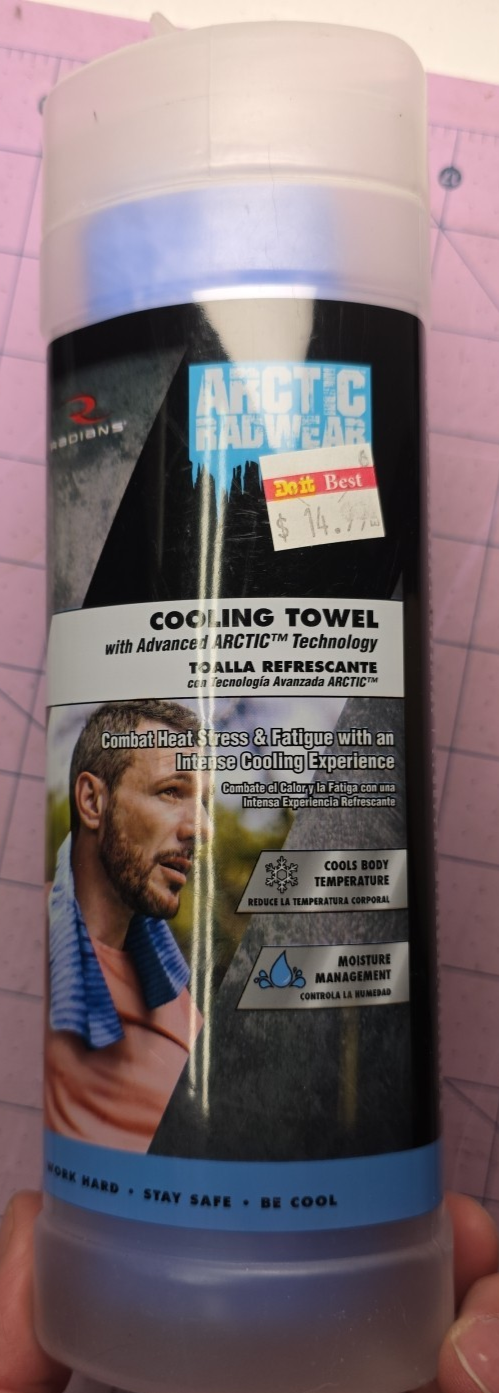 RADIANS
ARCTIC
RADWEAR
6
Do it Best
$ 14.99
COOLING TOWEL
with Advanced ARCTIC™ Technology
TOALLA REFRESCANTE
con Tecnología Avanzada ARCTIC™
Combat Heat Stress & Fatigue with an
Intense Cooling Experience
Combate el Calor y la Fatiga con una
Intensa Experiencia Refrescante
COOLS BODY
TEMPERATURE
REDUCE LA TEMPERATURA CORPORAL
MOISTURE
MANAGEMENT
CONTROLA LA HUMEDAD
WORK HARD • STAY SAFE • BE COOL